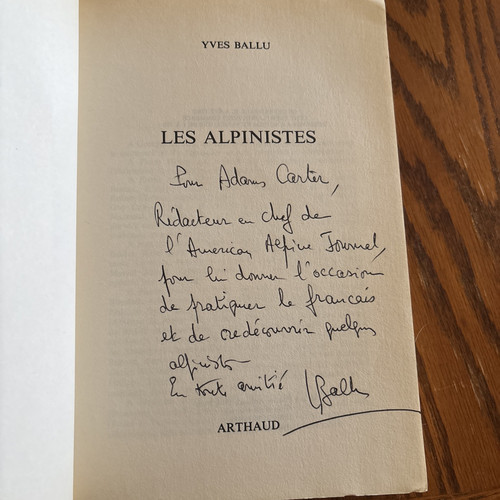 YVES BALLU
LES ALPINISTES
Pour Adams Carter,
Rédacteur en chef de
l'American Alpine Journal,
pour lui donner l'occasion
de pratiquer le français
et de redécouvrir quelques
alpinistes
En toute amitié YBallu
ARTHAUD